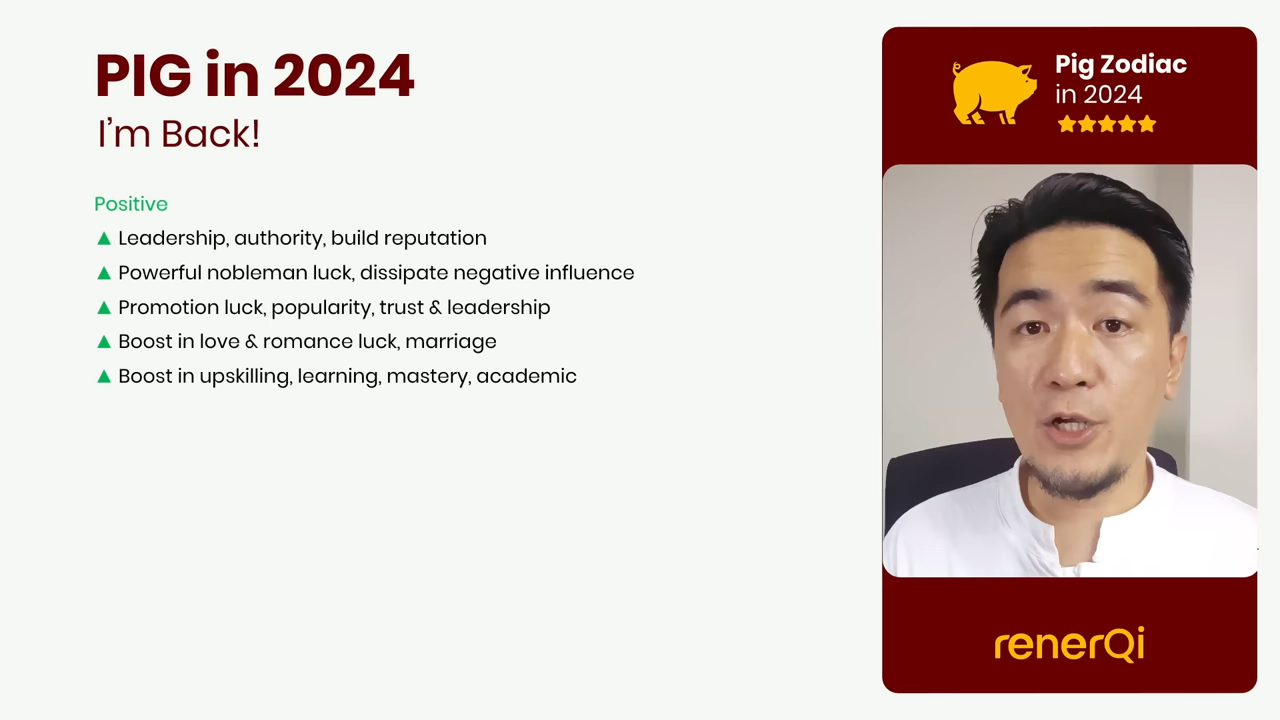 PIG in 2024
I'm Back!
Positive
Leadership, authority, build reputation
Powerful nobleman luck, dissipate negative influence
Promotion luck, popularity, trust & leadership
Boost in love & romance luck, marriage
Boost in upskilling, learning, mastery, academic
Pig Zodiac
in 2024
renerQi